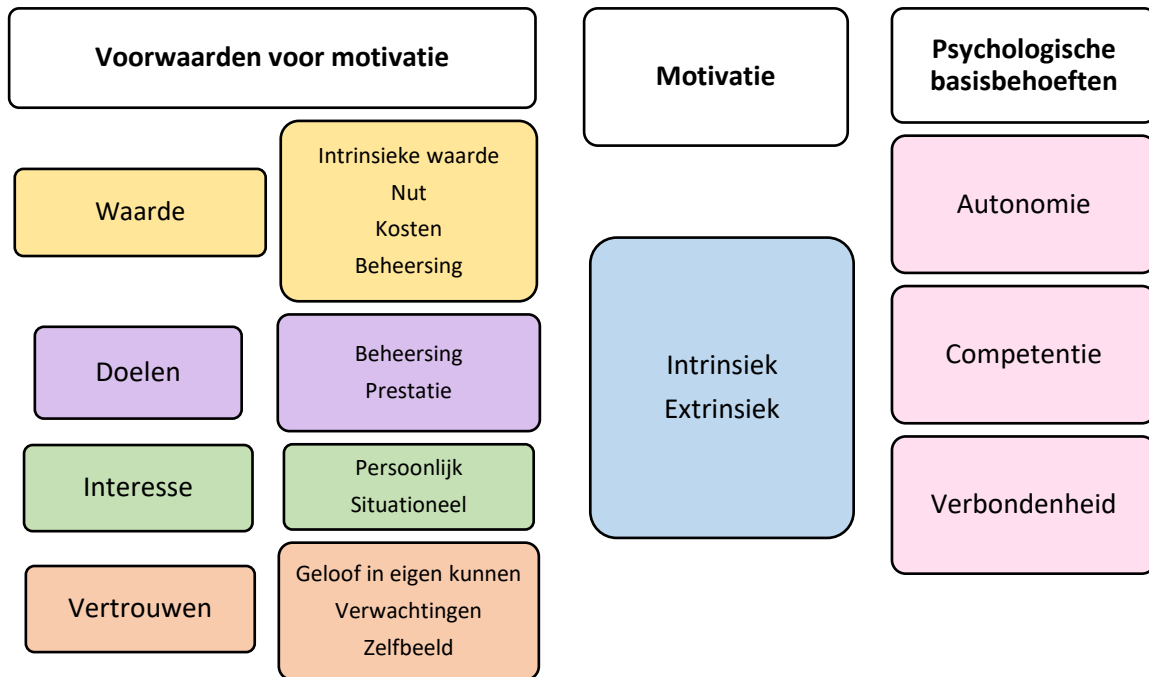 Voorwaarden voor motivatie
Waarde
Intrinsieke waarde
Nut
Kosten
Beheersing
Doelen
Beheersing
Prestatie
Interesse
Persoonlijk
Situationeel
Vertrouwen
Geloof in eigen kunnen
Verwachtingen
Zelfbeeld
Motivatie
Intrinsiek
Extrinsiek
Psychologische
basisbehoeften
Autonomie
Competentie
Verbondenheid